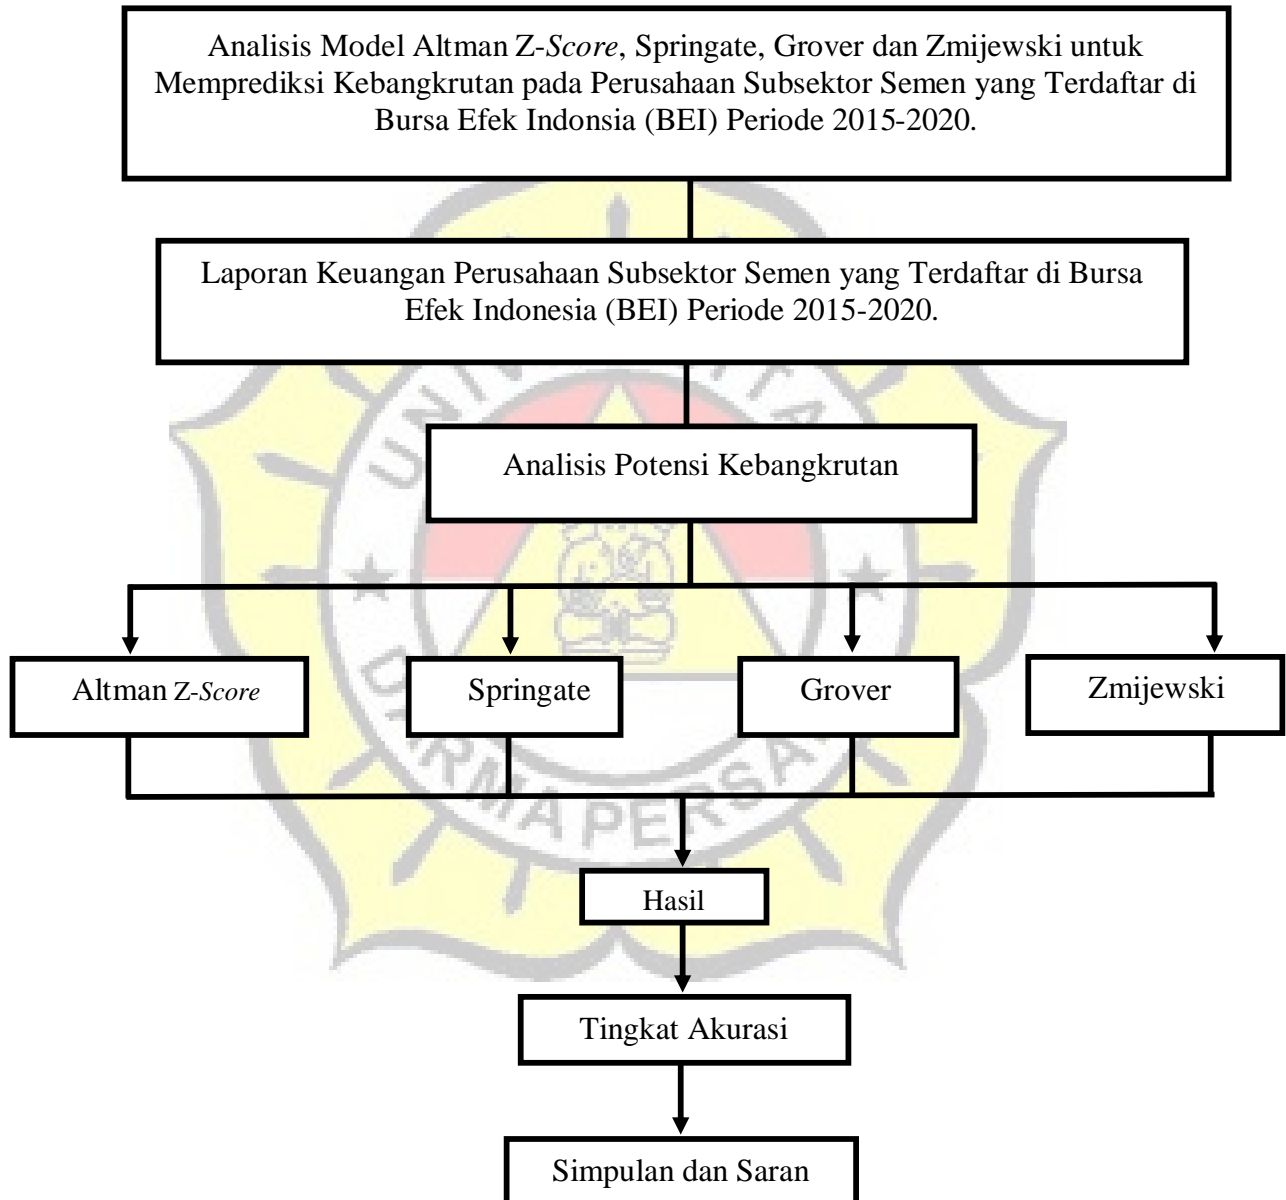 Analisis Model Altman Z-Score, Springate, Grover dan Zmijewski untuk
Memprediksi Kebangkrutan pada Perusahaan Subsektor Semen yang Terdaftar di
Bursa Efek Indonsia (BEI) Periode 2015-2020.
Laporan Keuangan Perusahaan Subsektor Semen yang Terdaftar di Bursa
Efek Indonesia (BEI) Periode 2015-2020.
Analisis Potensi Kebangkrutan
Altman Z-Score
Springate
Grover
Zmijewski
Hasil
Tingkat Akurasi
Simpulan dan Saran